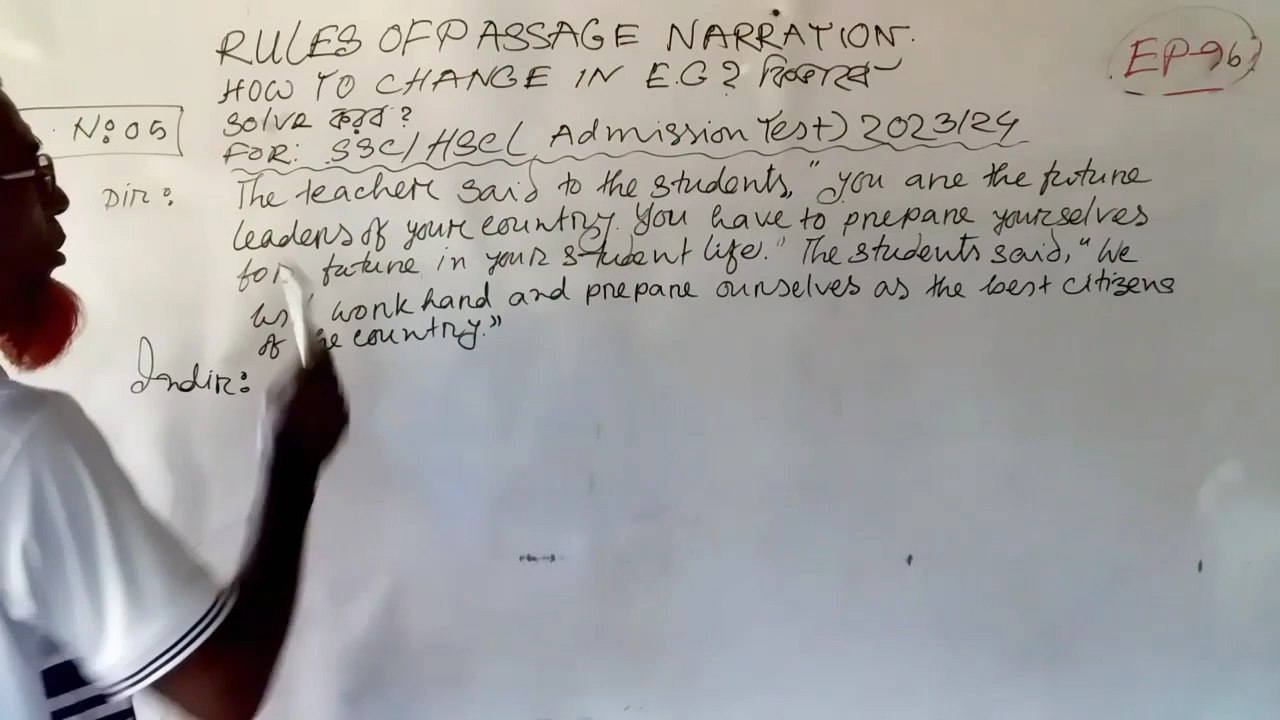 RULES OF PASSAGE NARRATION.
EP-96
HOW TO CHANGE IN E.G?
No: 05
SOLVE করব?
FOR: SSC/HSC(Admission Test) 2023/24
Dir: The teacher said to the students, "you are the future
leaders of your country. You have to prepare yourselves
for future in your student life." The students said, "We
work hard and prepare ourselves as the best citizens
of country."
Indir: